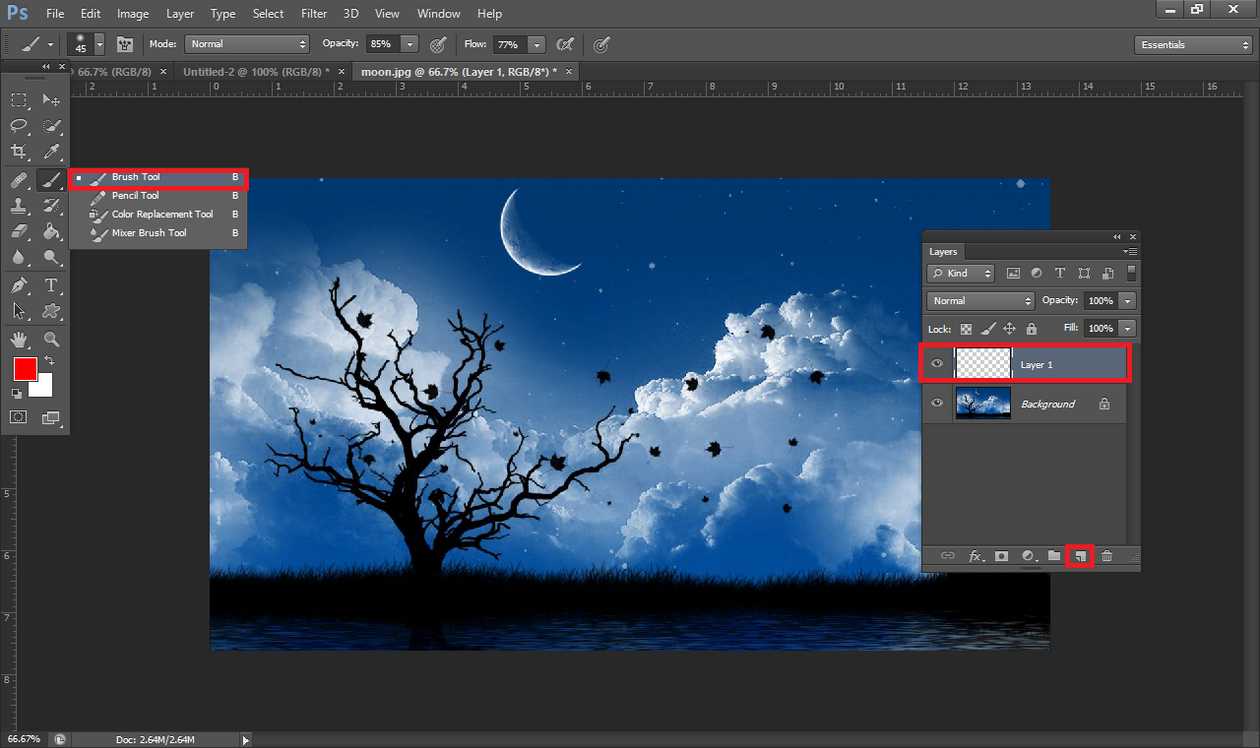 Ps File Edit Image Layer Type Select Filter 3D View Window Help
45 Mode: Normal Opacity: 85% Flow: 77% Essentials
66.7% (RGB/8) × Untitled-2 @ 100% (RGB/8) * × moon.jpg @ 66.7% (Layer 1, RGB/8*) * ×
2 1 0 1 2 3 4 5 6 7 8 9 10 11 12 13 14 15 16
Brush Tool B
Pencil Tool B
Color Replacement Tool B
Mixer Brush Tool B
T
Layers
Kind T
Normal Opacity: 100%
Lock: Fill: 100%
Layer 1
Background
fx
5
6
7
8
66.67% Doc: 2.64M/2.64M